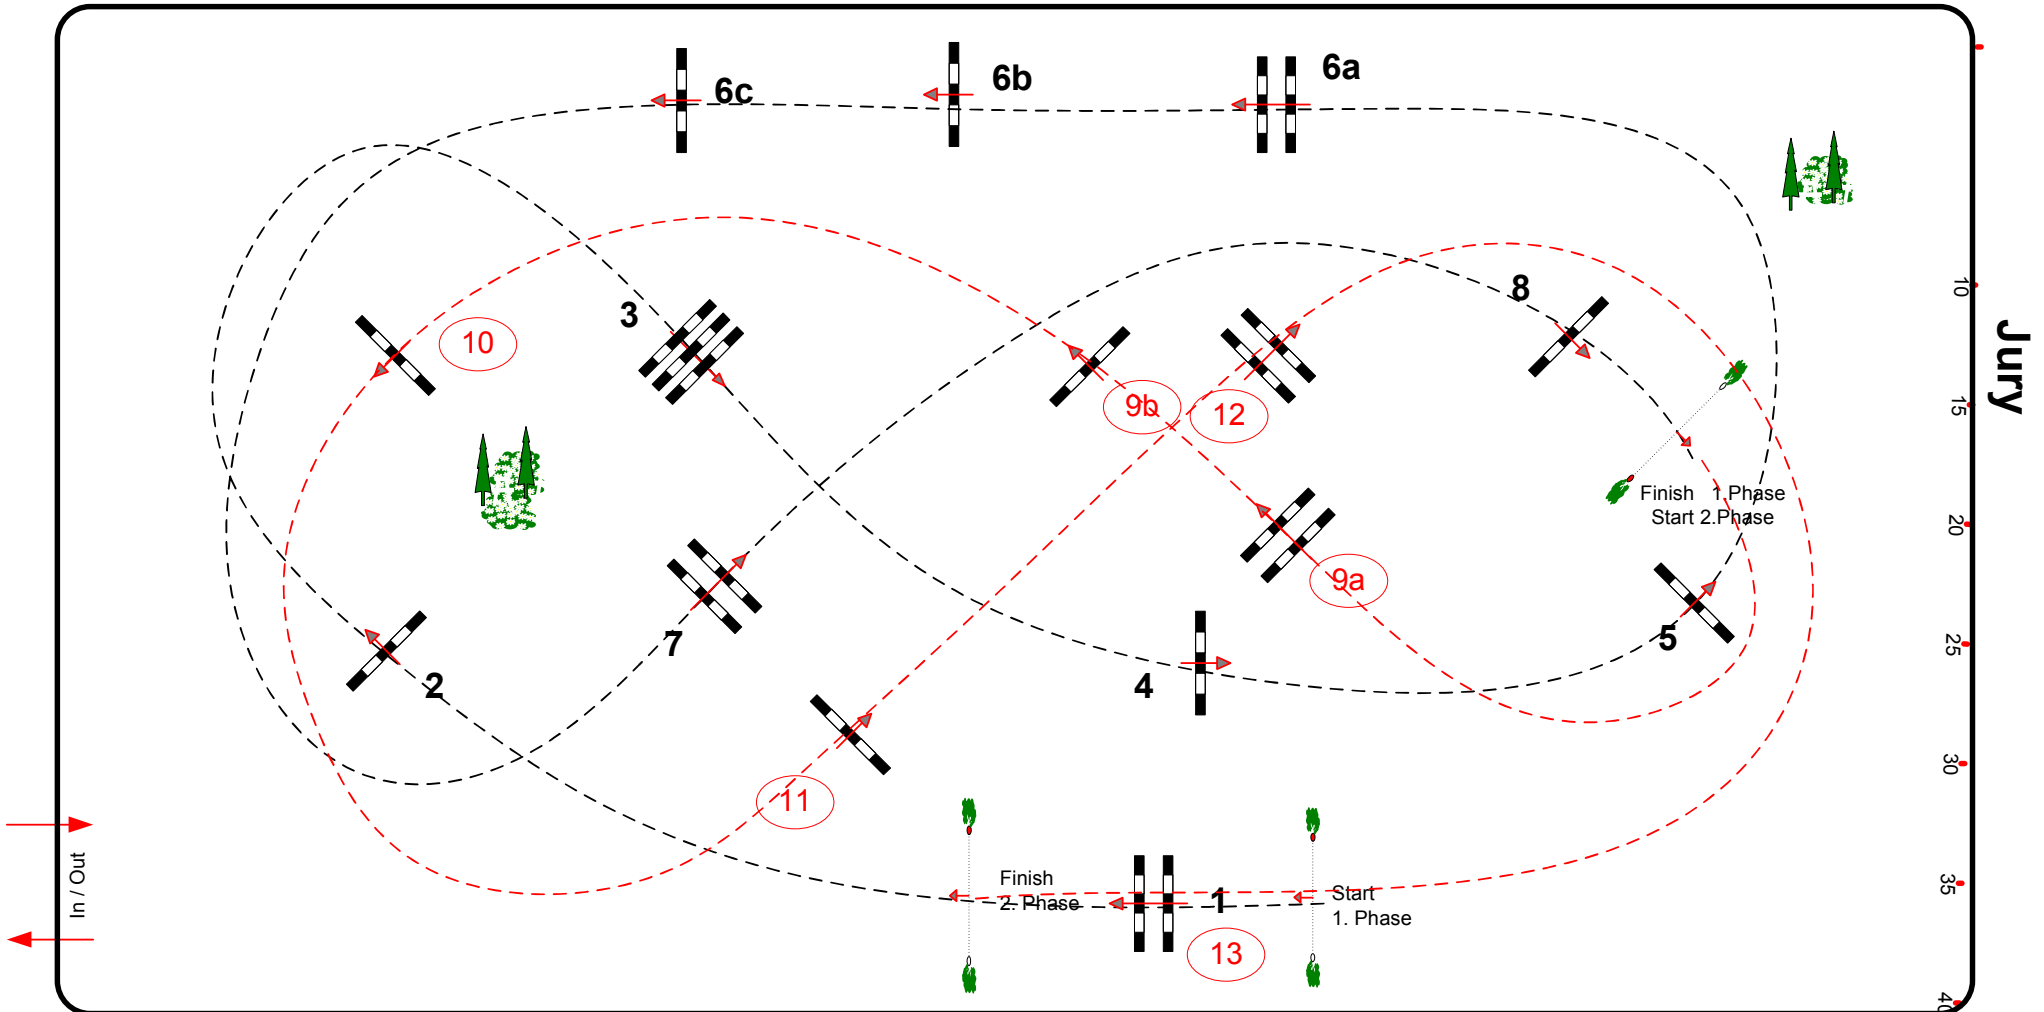 6c
6b
6a
3
10
8
9b
12
Finish 1.Phase
Start 2.Phase
9a
7
5
2
4
11
Finish
2. Phase
1
Start
1. Phase
13
In / Out
Jury
10
15
20
25
30
35
40